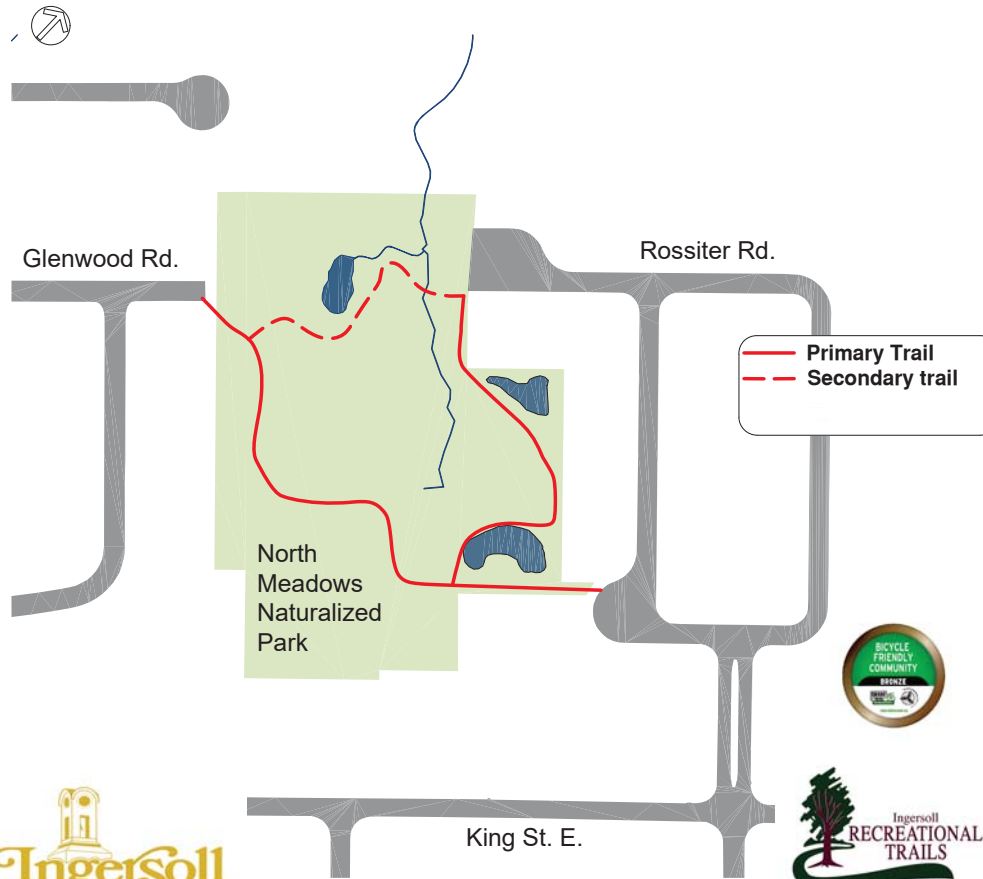 Glenwood Rd.
Rossiter Rd.
Primary Trail
Secondary trail
North
Meadows
Naturalized
Park
BICYCLE
FRIENDLY
COMMUNITY
BRONZE
King St. E.
Ingersoll
Ingersoll
RECREATIONAL
TRAILS